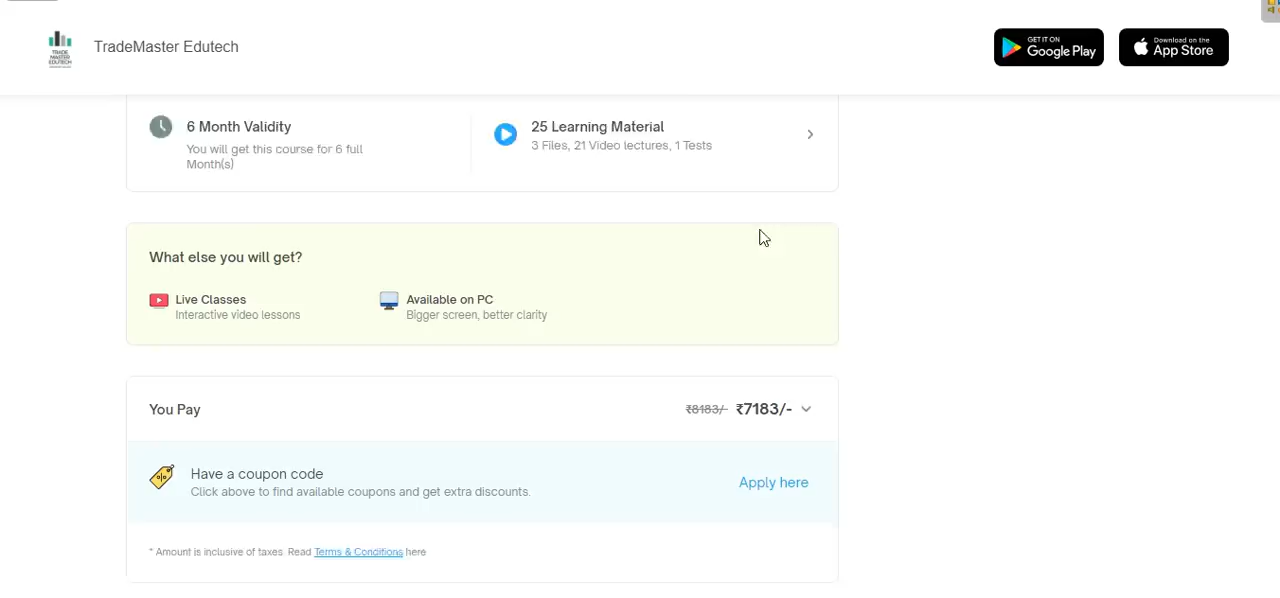 TRADE
MASTER
EDUTECH
TradeMaster Edutech
GET IT ON
Google Play
Download on the
App Store
6 Month Validity
You will get this course for 6 full
Month(s)
25 Learning Material
3 Files, 21 Video lectures, 1 Tests
What else you will get?
Live Classes
Interactive video lessons
Available on PC
Bigger screen, better clarity
You Pay
₹8183/- ₹7183/-
Have a coupon code
Click above to find available coupons and get extra discounts.
Apply here
* Amount is inclusive of taxes. Read Terms & Conditions here